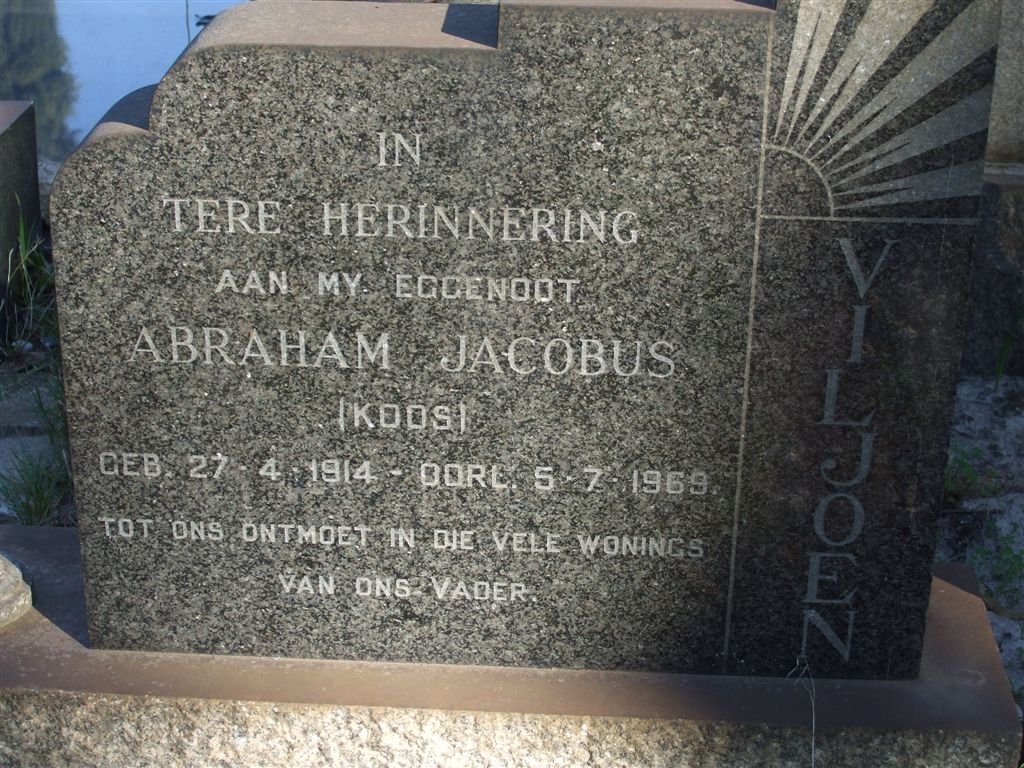 IN
TERE HERINNERING
AAN MY EGGENOOT
ABRAHAM JACOBUS
(KOOS)
GEB. 27-4-1914 - OORL. 5-7-1969.
TOT ONS ONTMOET IN DIE VELE WONINGS
VAN ONS VADER.
VILJOEN